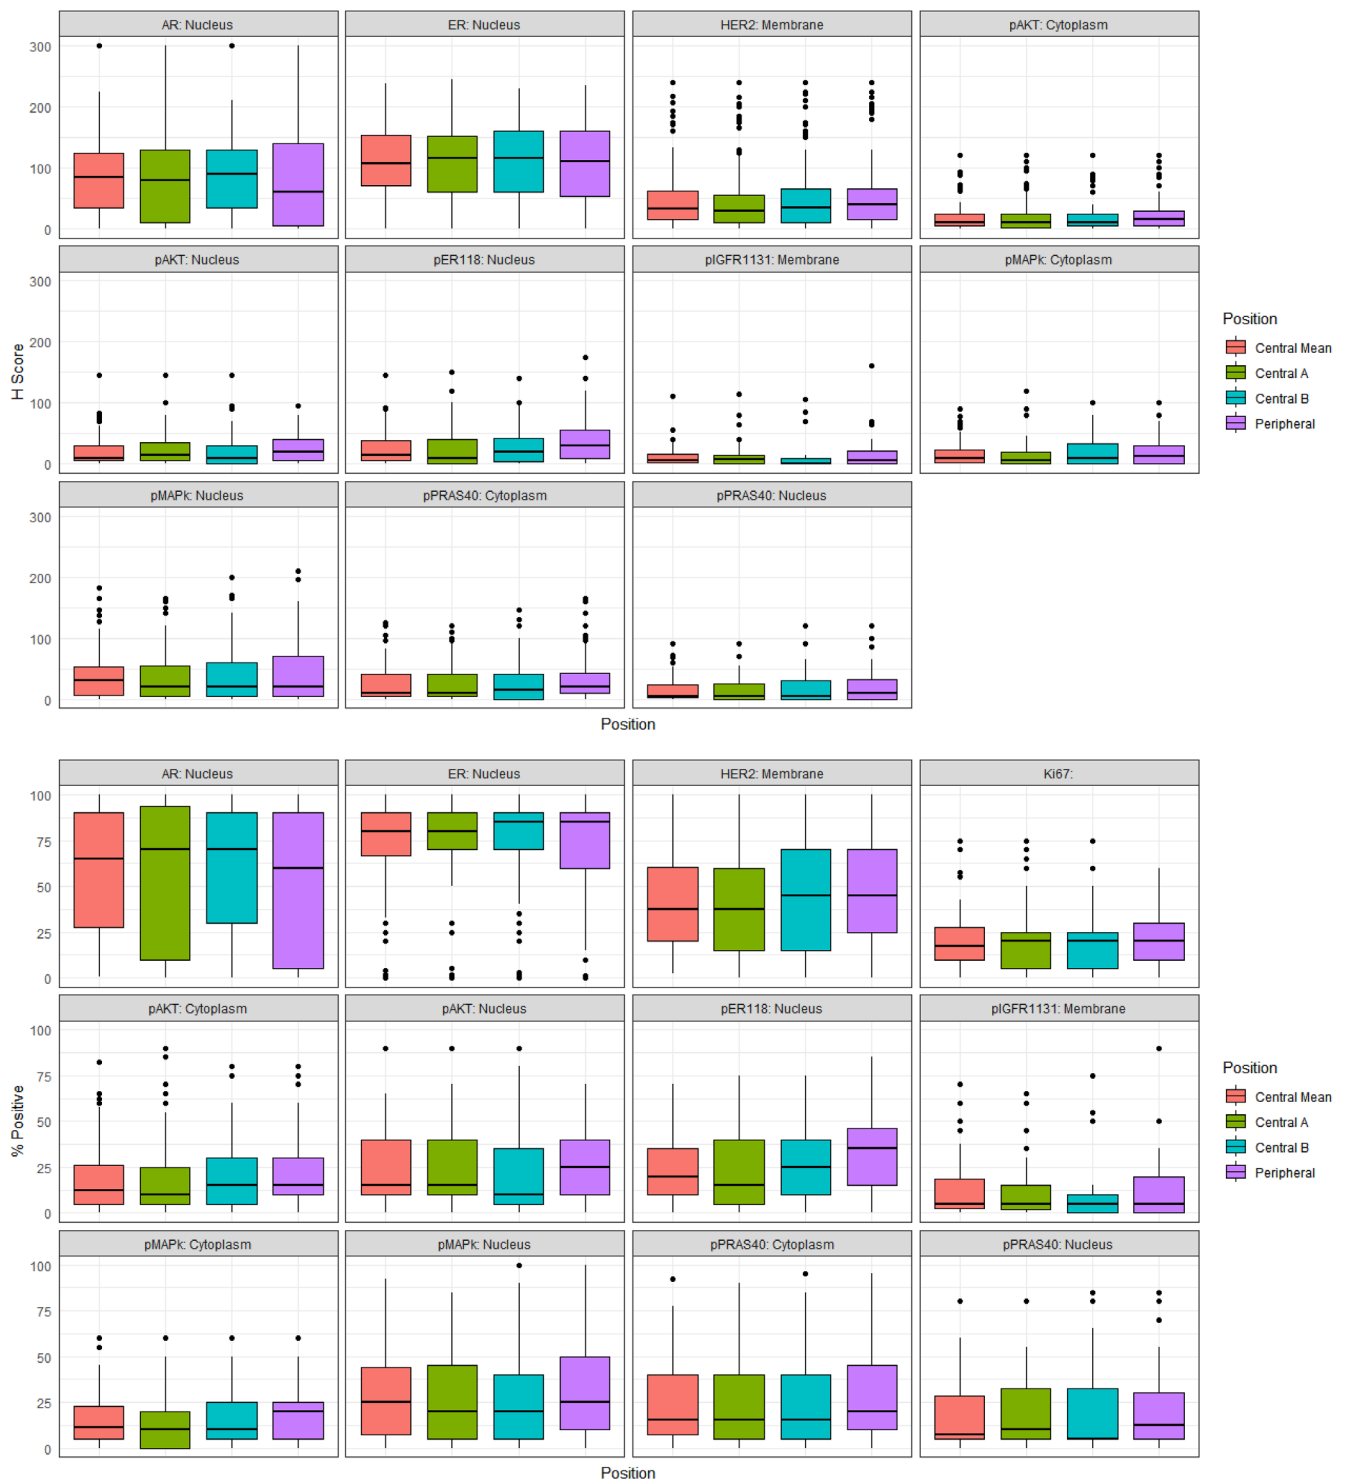 AR: Nucleus
ER: Nucleus
HER2: Membrane
pAKT: Cytoplasm
300
200
100
0
pAKT: Nucleus
pER118: Nucleus
pIGFR1131: Membrane
pMAPk: Cytoplasm
300
200
100
0
H Score
Position
Central Mean
Central A
Central B
Peripheral
pMAPk: Nucleus
pPRAS40: Cytoplasm
pPRAS40: Nucleus
300
200
100
0
Position
AR: Nucleus
ER: Nucleus
HER2: Membrane
Ki67:
100
75
50
25
0
pAKT: Cytoplasm
pAKT: Nucleus
pER118: Nucleus
pIGFR1131: Membrane
100
75
50
25
0
% Positive
Position
Central Mean
Central A
Central B
Peripheral
pMAPk: Cytoplasm
pMAPk: Nucleus
pPRAS40: Cytoplasm
pPRAS40: Nucleus
100
75
50
25
0
Position